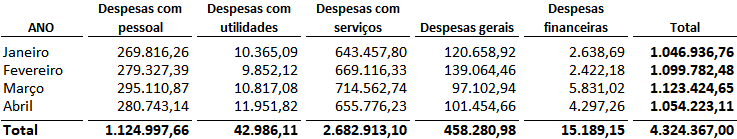 ANO Despesas com pessoal Despesas com utilidades Despesas com serviços Despesas gerais Despesas financeiras Total
Janeiro 269.816,26 10.365,09 643.457,80 120.658,92 2.638,69 1.046.936,76
Fevereiro 279.327,39 9.852,12 669.116,33 139.064,46 2.422,18 1.099.782,48
Março 295.110,87 10.817,08 714.562,74 97.102,94 5.831,02 1.123.424,65
Abril 280.743,14 11.951,82 655.776,23 101.454,66 4.297,26 1.054.223,11
Total 1.124.997,66 42.986,11 2.682.913,10 458.280,98 15.189,15 4.324.367,00